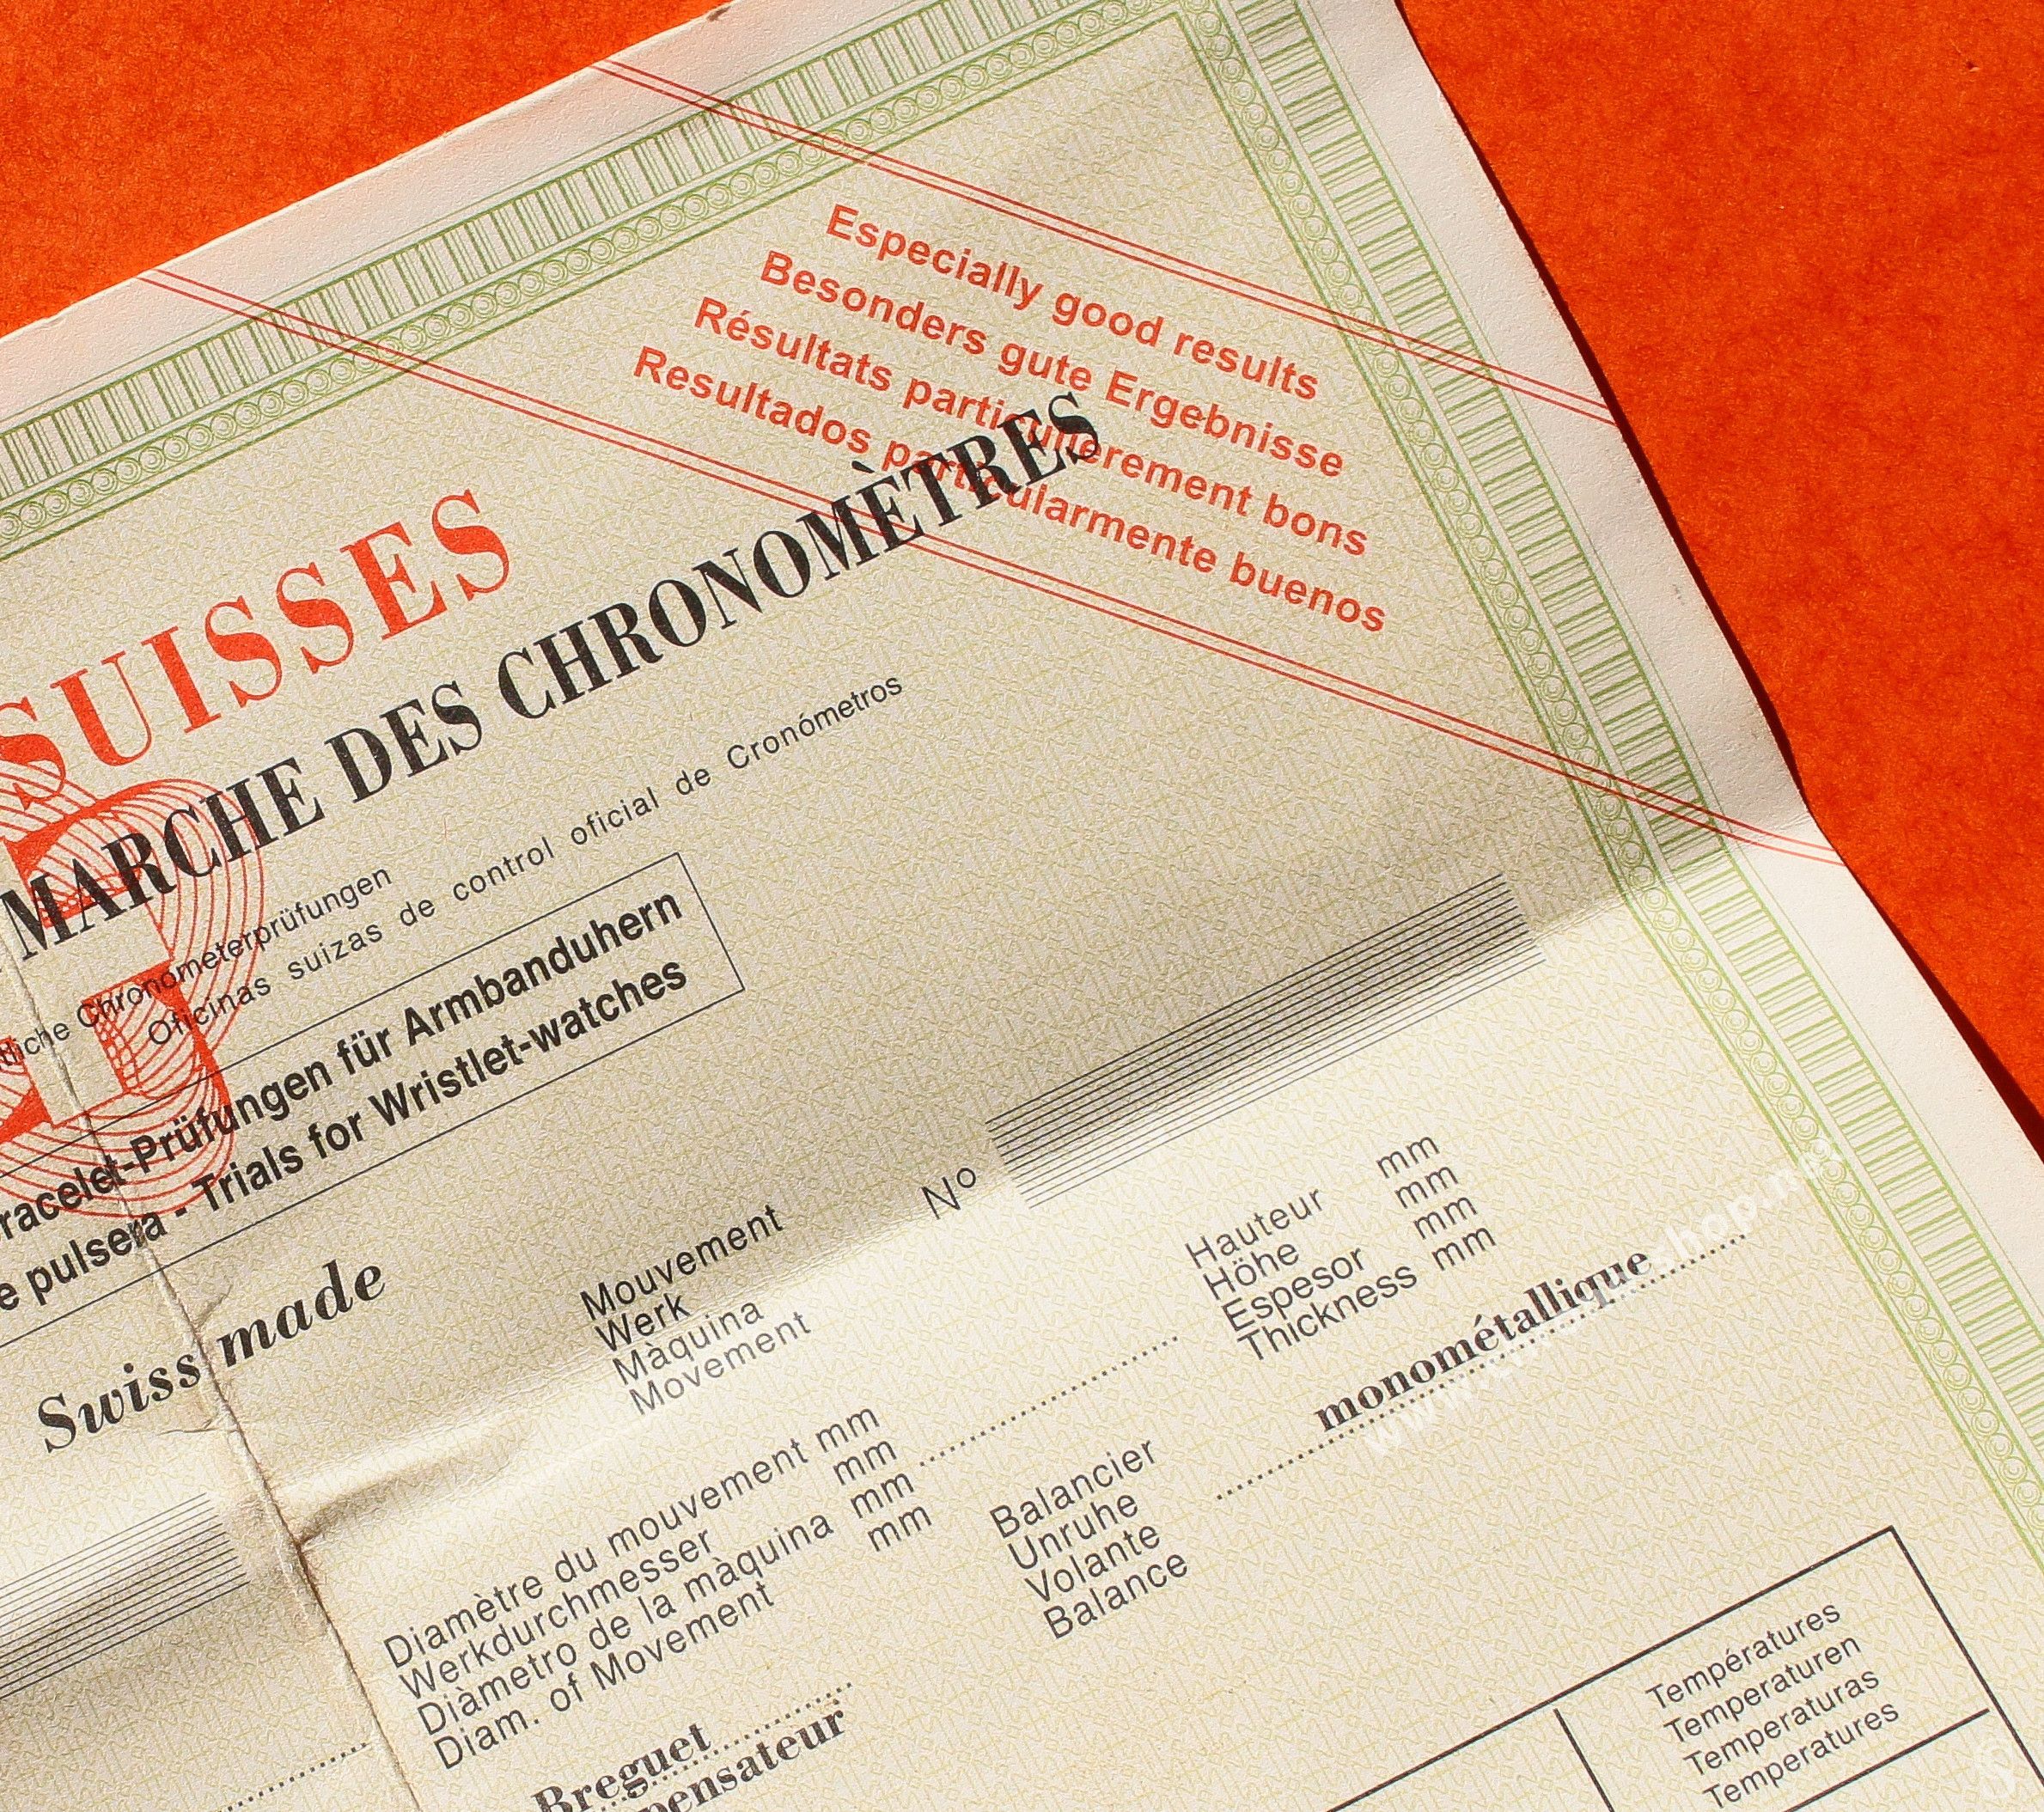 Especially good results
Besonders gute Ergebnisse
Résultats particulièrement bons
Resultados particularmente buenos
SUISSES
MARCHE DES CHRONOMÈTRES
Chronometerprüfungen
Oficinas suizas de control oficial de Cronómetros
Prüfungen für Armbanduhern
pulsera - Trials for Wristlet-watches
Swiss made
Mouvement
Werk
Màquina
Movement
Nº
Hauteur mm
Höhe mm
Espesor mm
Thickness mm
Diamètre du mouvement mm
Werkdurchmesser mm
Diàmetro de la màquina mm
Diam. of Movement mm
Balancier
Unruhe
Volante
Balance
monométallique
Breguet
Températures
Temperaturen
Temperaturas
Temperatures